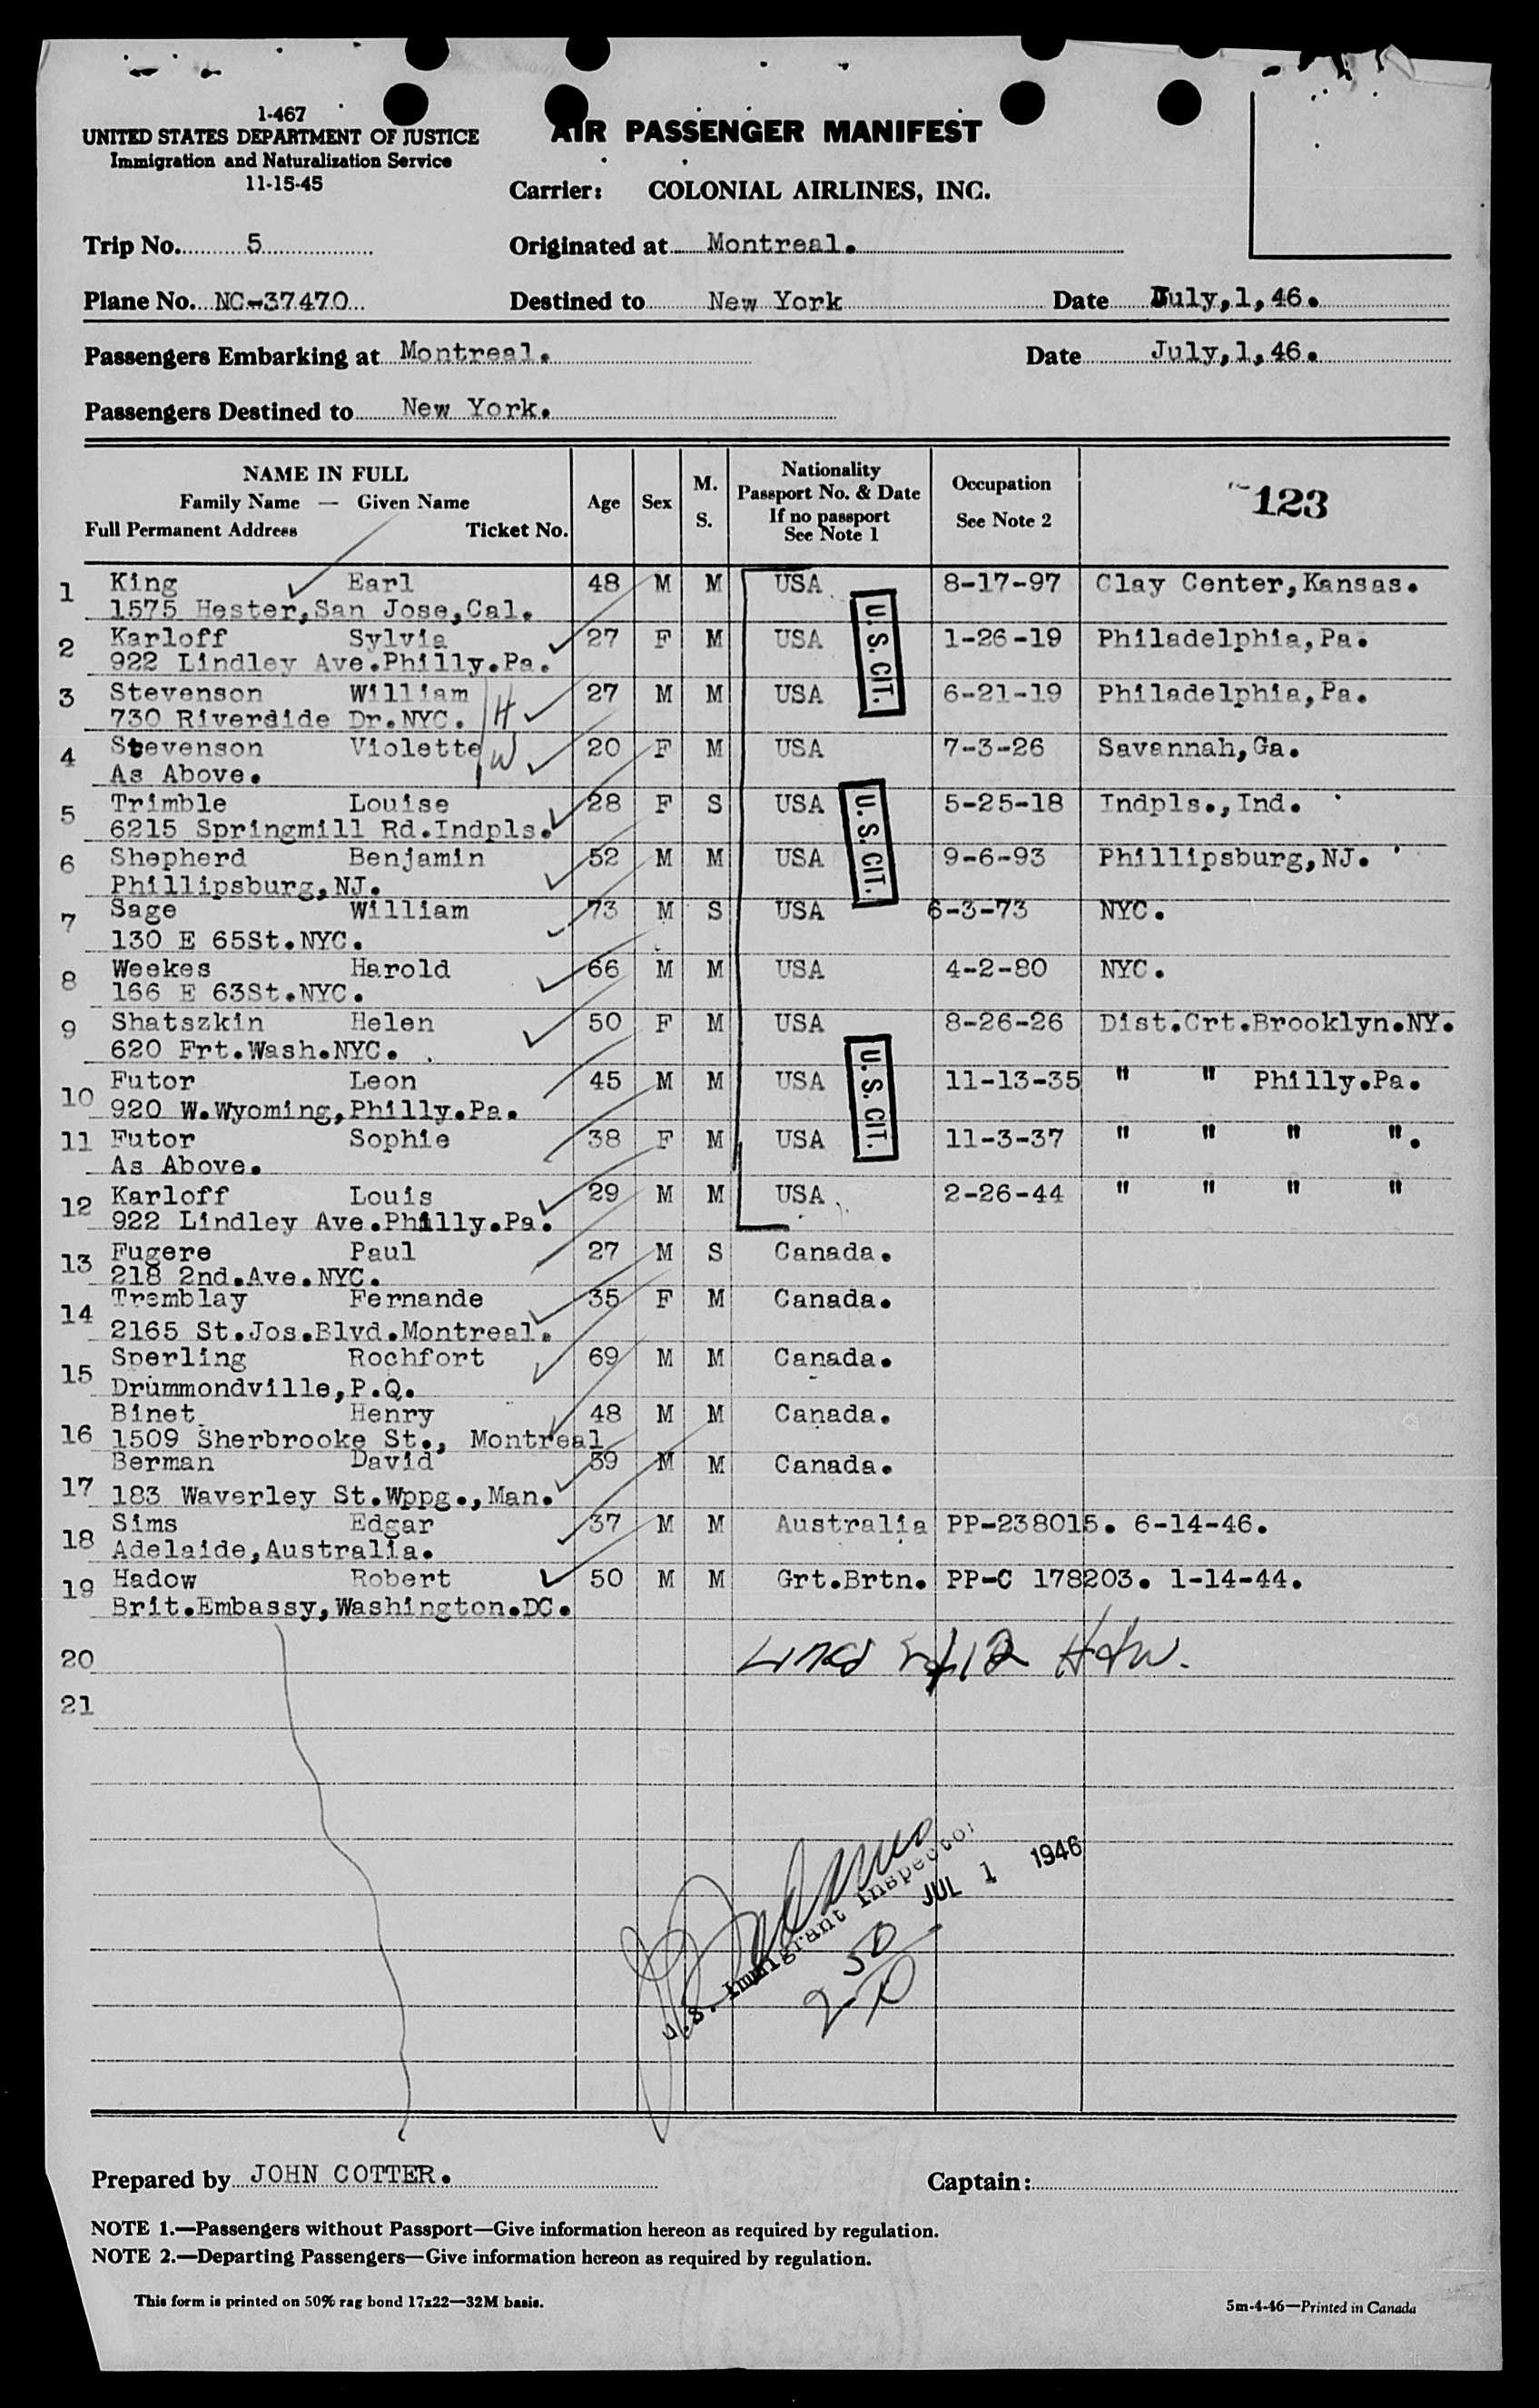 1-467
UNITED STATES DEPARTMENT OF JUSTICE
Immigration and Naturalization Service
11-15-45
AIR PASSENGER MANIFEST
Carrier: COLONIAL AIRLINES, INC.
Trip No. 5 Originated at Montreal.
Plane No. NC-37470 Destined to New York Date July,1,46.
Passengers Embarking at Montreal. Date July,1,46.
Passengers Destined to New York.
NAME IN FULL
Family Name — Given Name
Full Permanent Address Ticket No.
Age
Sex
M.
S.
Nationality
Passport No. & Date
If no passport
See Note 1
Occupation
See Note 2
123
1 King Earl 48 M M USA 8-17-97 Clay Center,Kansas.
1575 Hester,San Jose,Cal.
2 Karloff Sylvia 27 F M USA 1-26-19 Philadelphia,Pa.
922 Lindley Ave.Philly.Pa.
U.S. CIT.
3 Stevenson William H 27 M M USA 6-21-19 Philadelphia,Pa.
730 Riverdide Dr.NYC.
4 Stevenson Violette W 20 F M USA 7-3-26 Savannah,Ga.
As Above.
5 Trimble Louise 28 F S USA 5-25-18 Indpls.,Ind.
6215 Springmill Rd.Indpls.
U.S. CIT.
6 Shepherd Benjamin 52 M M USA 9-6-93 Phillipsburg,NJ.
Phillipsburg,NJ.
7 Sage William 73 M S USA 6-3-73 NYC.
130 E 65St.NYC.
8 Weekes Harold 66 M M USA 4-2-80 NYC.
166 E 63St.NYC.
9 Shatszkin Helen 50 F M USA 8-26-26 Dist.Crt.Brooklyn.NY.
620 Frt.Wash.NYC.
10 Futor Leon 45 M M USA 11-13-35 " " Philly.Pa.
920 W.Wyoming,Philly.Pa.
U.S. CIT.
11 Futor Sophie 38 F M USA 11-3-37 " " " ".
As Above.
12 Karloff Louis 29 M M USA 2-26-44 " " " "
922 Lindley Ave.Philly.Pa.
13 Fugere Paul 27 M S Canada.
218 2nd.Ave.NYC.
14 Tremblay Fernande 35 F M Canada.
2165 St.Jos.Blvd.Montreal.
15 Sperling Rochfort 69 M M Canada.
Drummondville,P.Q.
16 Binet Henry 48 M M Canada.
1509 Sherbrooke St., Montreal
17 Berman David 39 M M Canada.
183 Waverley St.Wppg.,Man.
18 Sims Edgar 37 M M Australia PP-238015. 6-14-46.
Adelaide,Australia.
19 Hadow Robert 50 M M Grt.Brtn. PP-C 178203. 1-14-44.
Brit.Embassy,Washington.DC.
20 Lines 2/12 H+W.
21
U.S. Immigrant Inspector
JUL 1 1946
50
Prepared by JOHN COTTER. Captain:
NOTE 1.—Passengers without Passport—Give information hereon as required by regulation.
NOTE 2.—Departing Passengers—Give information hereon as required by regulation.
This form is printed on 50% rag bond 17x22—32M basis.
5m-4-46—Printed in Canada